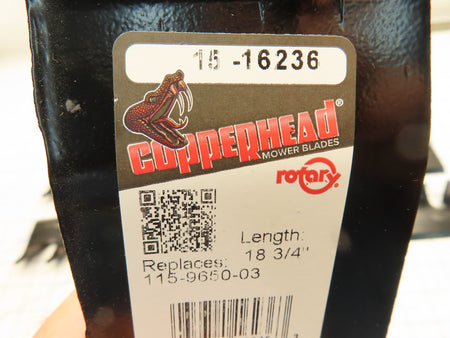 15 -16236
COPPERHEAD®
MOWER BLADES
rotary
Length:
18 3/4"
Replaces:
115-9650-03